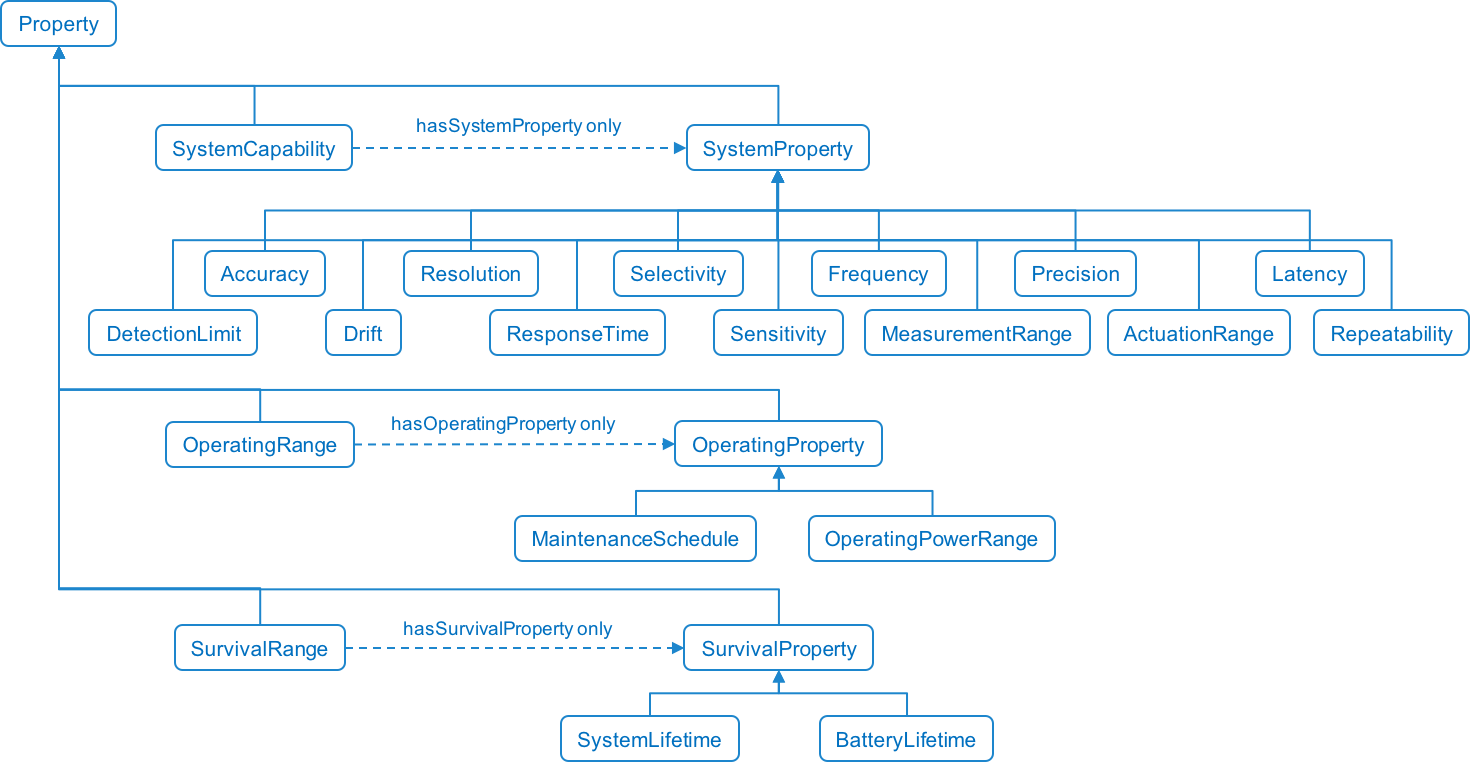 Property
hasSystemProperty only
SystemCapability
SystemProperty
Accuracy
Resolution
Selectivity
Frequency
Precision
Latency
DetectionLimit
Drift
ResponseTime
Sensitivity
MeasurementRange
ActuationRange
Repeatability
hasOperatingProperty only
OperatingRange
OperatingProperty
MaintenanceSchedule
OperatingPowerRange
hasSurvivalProperty only
SurvivalRange
SurvivalProperty
SystemLifetime
BatteryLifetime